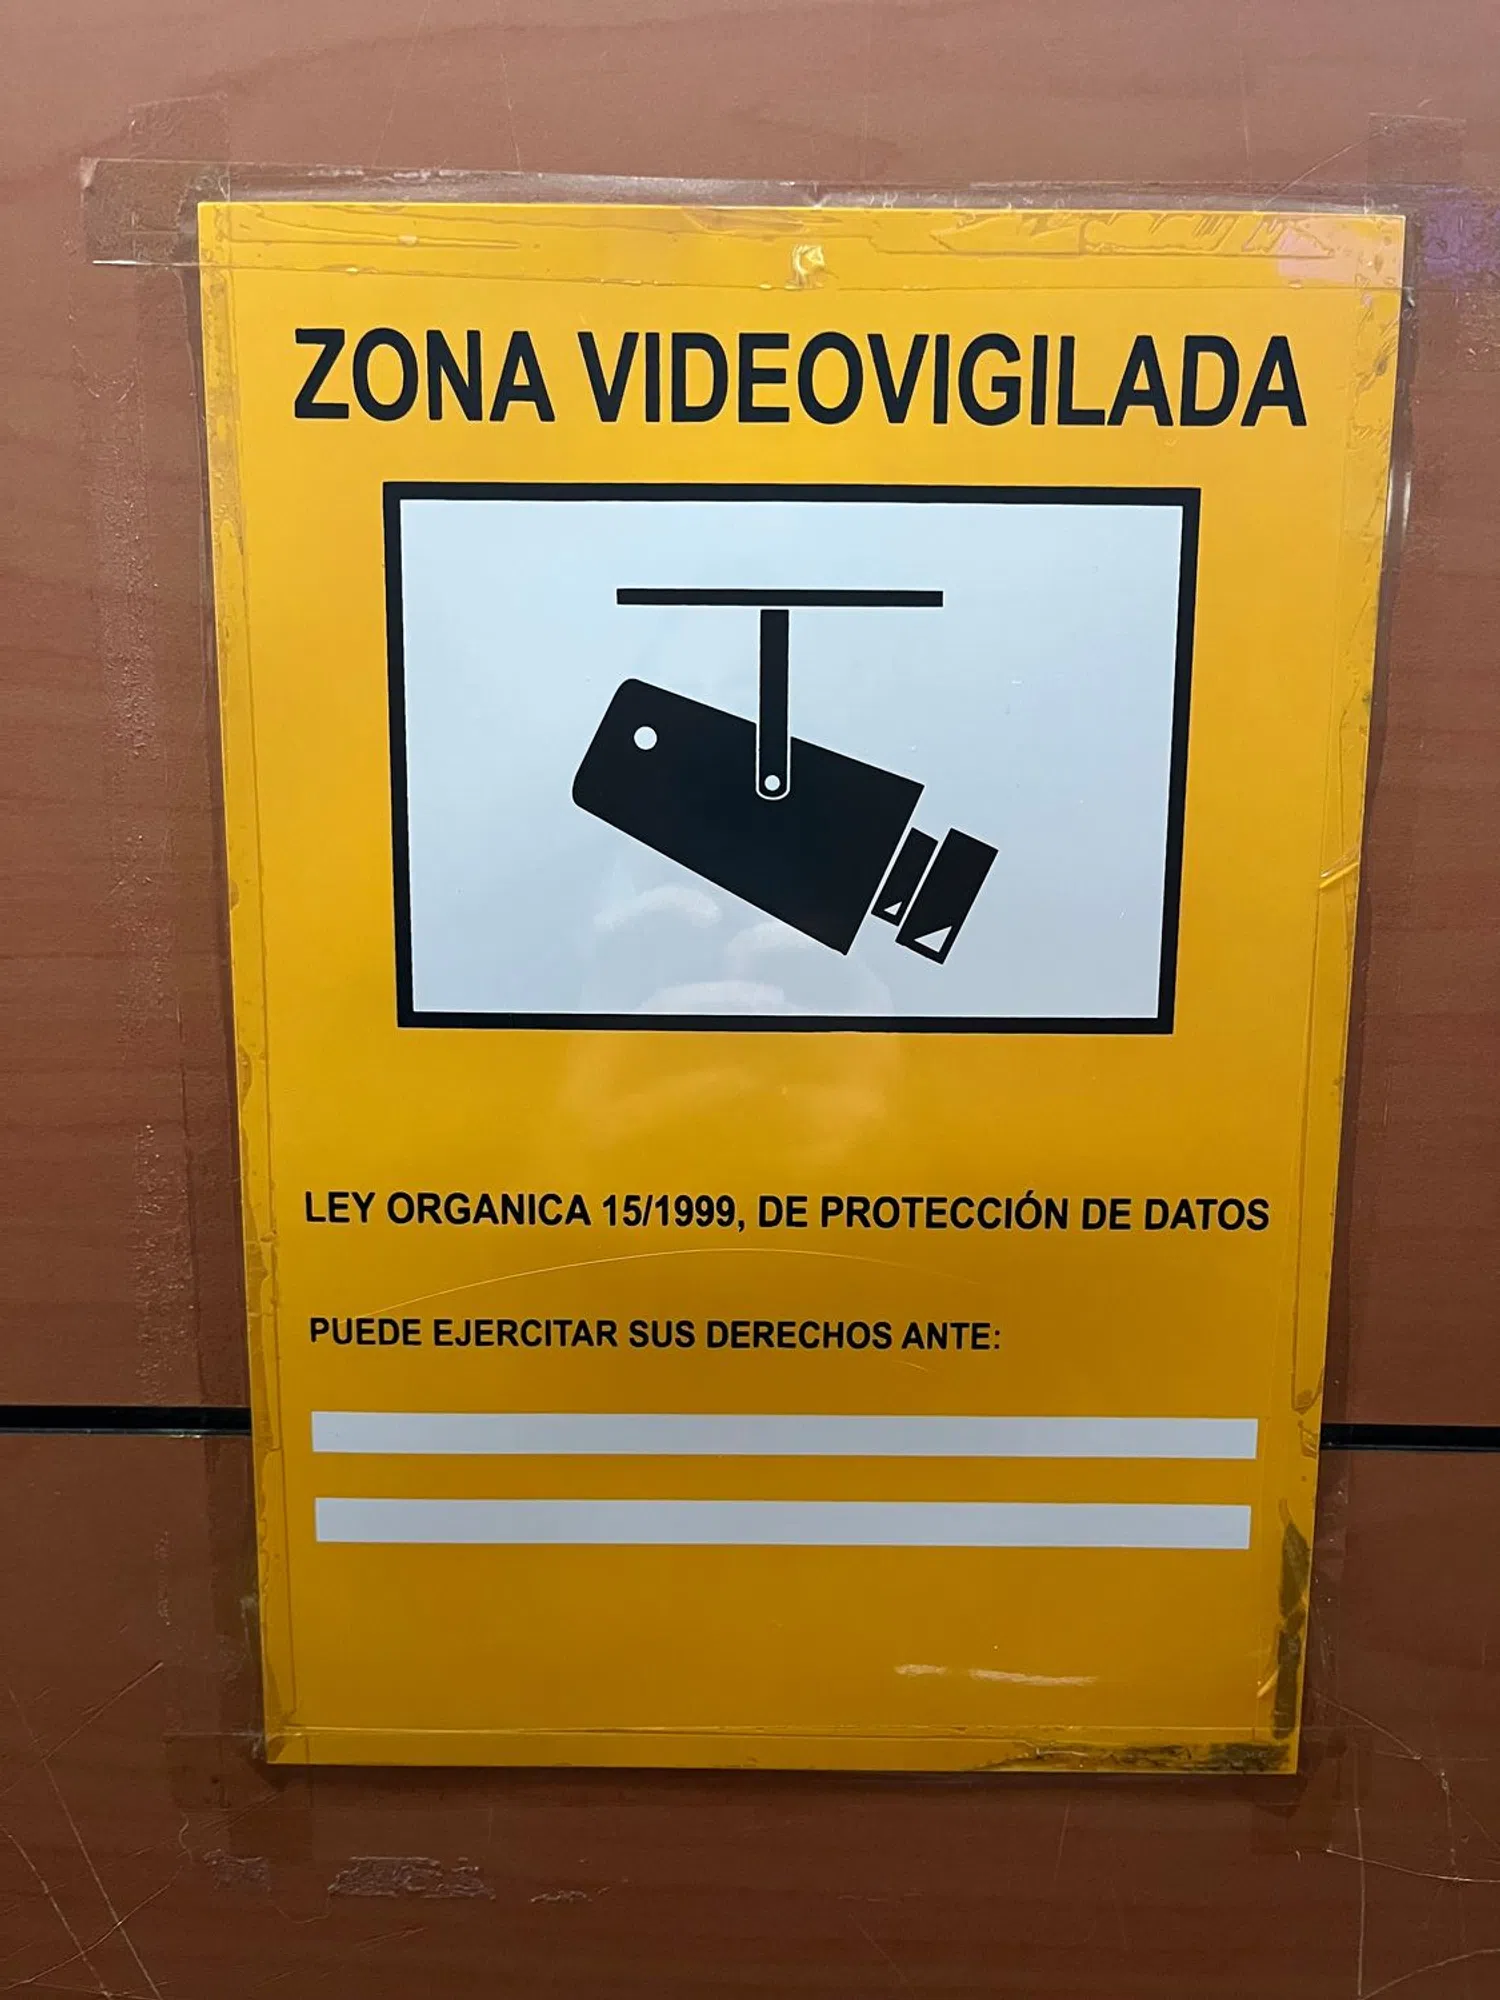 ZONA VIDEOVIGILADA
LEY ORGANICA 15/1999, DE PROTECCIÓN DE DATOS
PUEDE EJERCITAR SUS DERECHOS ANTE: